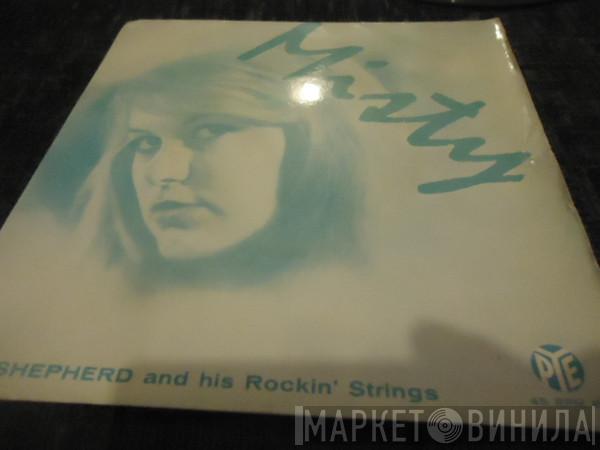 Misty
SHEPHERD and his Rockin' Strings
PYE
МАРКЕТ ВИНИЛА